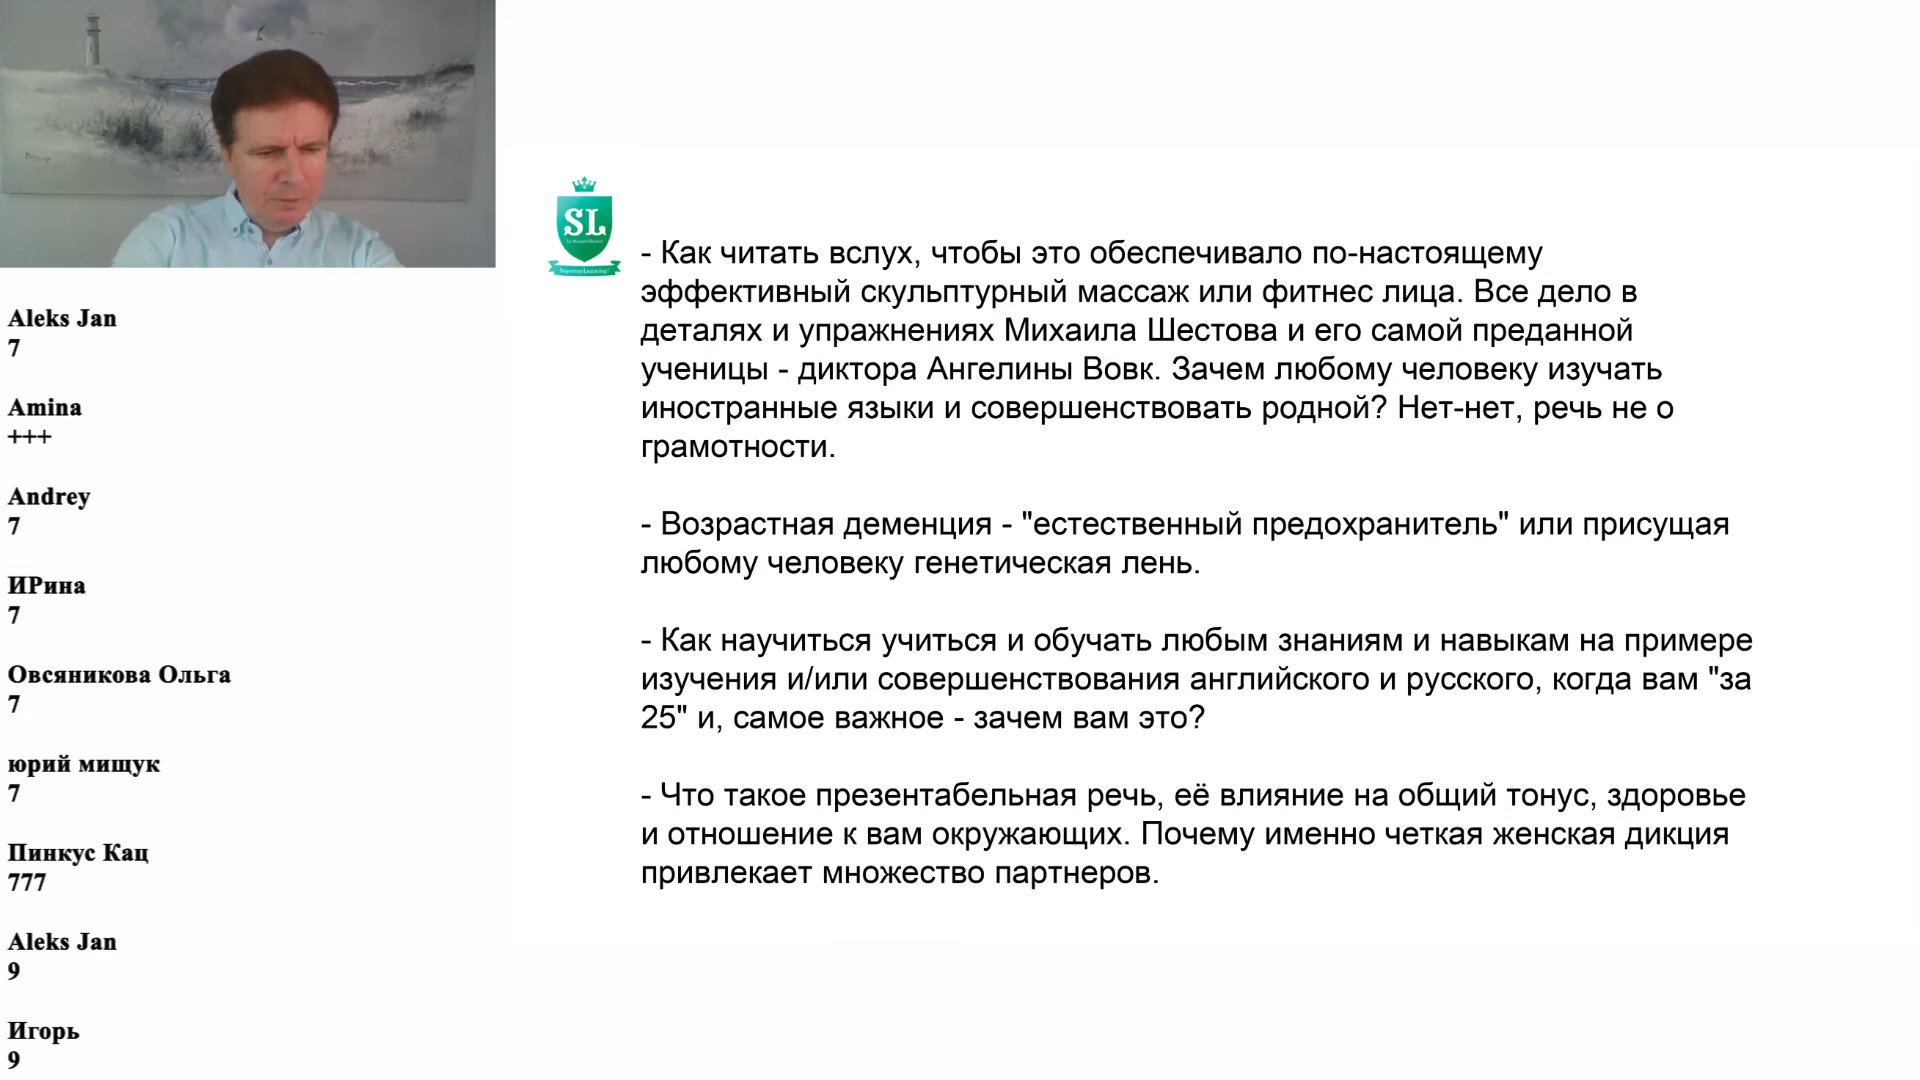 SL
by Michael Shestov
- Как читать вслух, чтобы это обеспечивало по-настоящему
эффективный скульптурный массаж или фитнес лица. Все дело в
деталях и упражнениях Михаила Шестова и его самой преданной
ученицы - диктора Ангелины Вовк. Зачем любому человеку изучать
иностранные языки и совершенствовать родной? Нет-нет, речь не о
грамотности.
- Возрастная деменция - "естественный предохранитель" или присущая
любому человеку генетическая лень.
- Как научиться учиться и обучать любым знаниям и навыкам на примере
изучения и/или совершенствования английского и русского, когда вам "за
25" и, самое важное - зачем вам это?
- Что такое презентабельная речь, её влияние на общий тонус, здоровье
и отношение к вам окружающих. Почему именно четкая женская дикция
привлекает множество партнеров.
Aleks Jan
7
Amina
+++
Andrey
7
ИРина
7
Овсяникова Ольга
7
юрий мищук
7
Пинкус Кац
777
Aleks Jan
9
Игорь
9